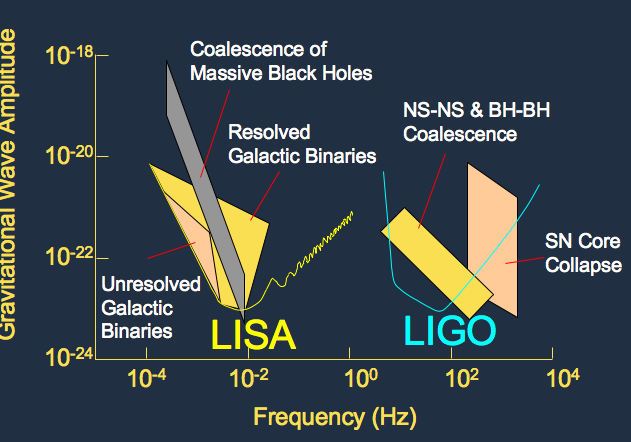 Gravitational Wave Amplitude
10-18
10-20
10-22
10-24
Coalescence of
Massive Black Holes
Resolved
Galactic Binaries
NS-NS & BH-BH
Coalescence
SN Core
Collapse
Unresolved
Galactic
Binaries
LISA
LIGO
10-4
10-2
100
102
104
Frequency (Hz)